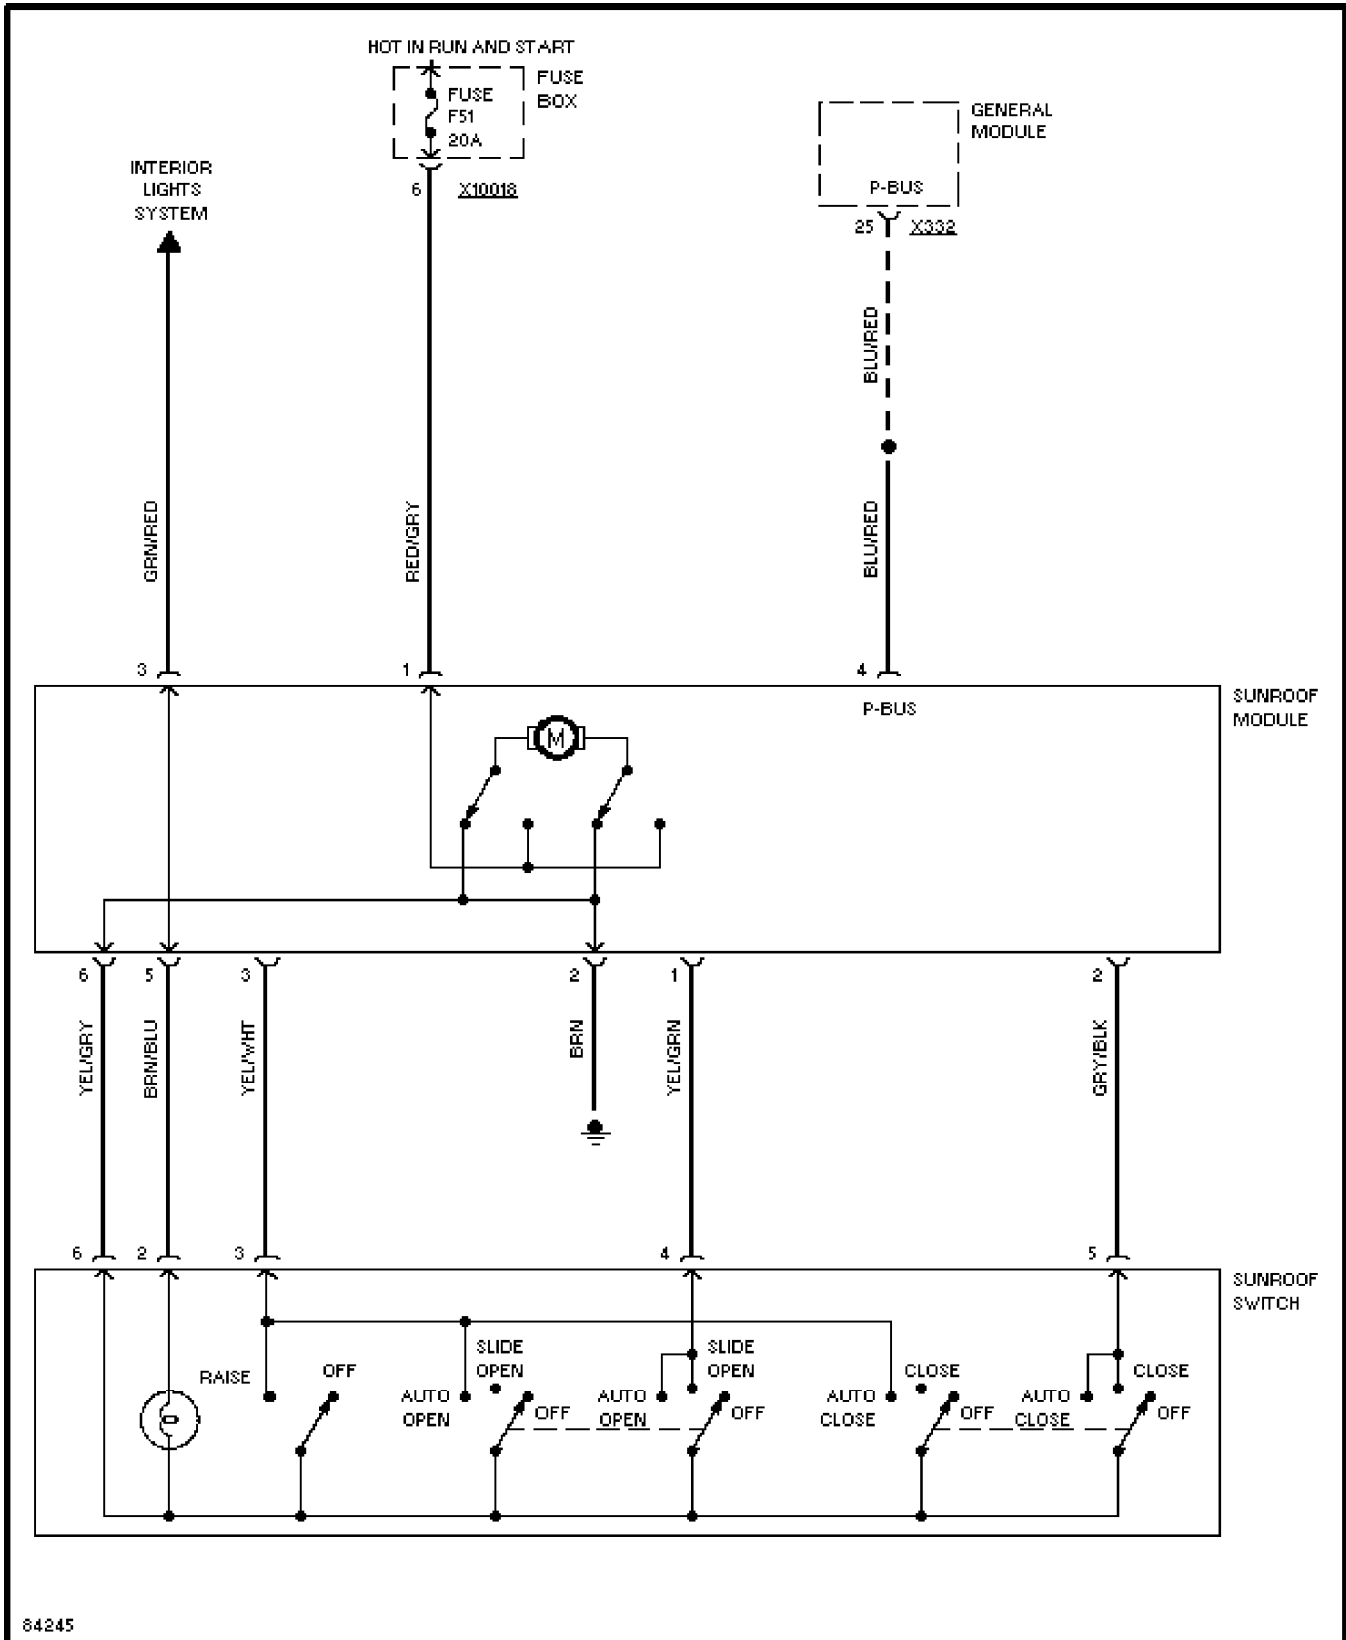 HOT IN RUN AND START
FUSE
BOX
FUSE
F51
20A
6
X10018
GENERAL
MODULE
P-BUS
25
X332
INTERIOR
LIGHTS
SYSTEM
GRN/RED
RED/GRY
BLU/RED
BLU/RED
3
1
4
P-BUS
SUNROOF
MODULE
M
6
5
3
2
1
2
YEL/GRY
BRN/BLU
YEL/WHT
BRN
YEL/GRN
GRY/BLK
6
2
3
4
5
SUNROOF
SWITCH
RAISE
OFF
SLIDE
OPEN
AUTO
OPEN
OFF
SLIDE
OPEN
AUTO
OPEN
OFF
CLOSE
AUTO
CLOSE
OFF
CLOSE
AUTO
CLOSE
OFF
84245